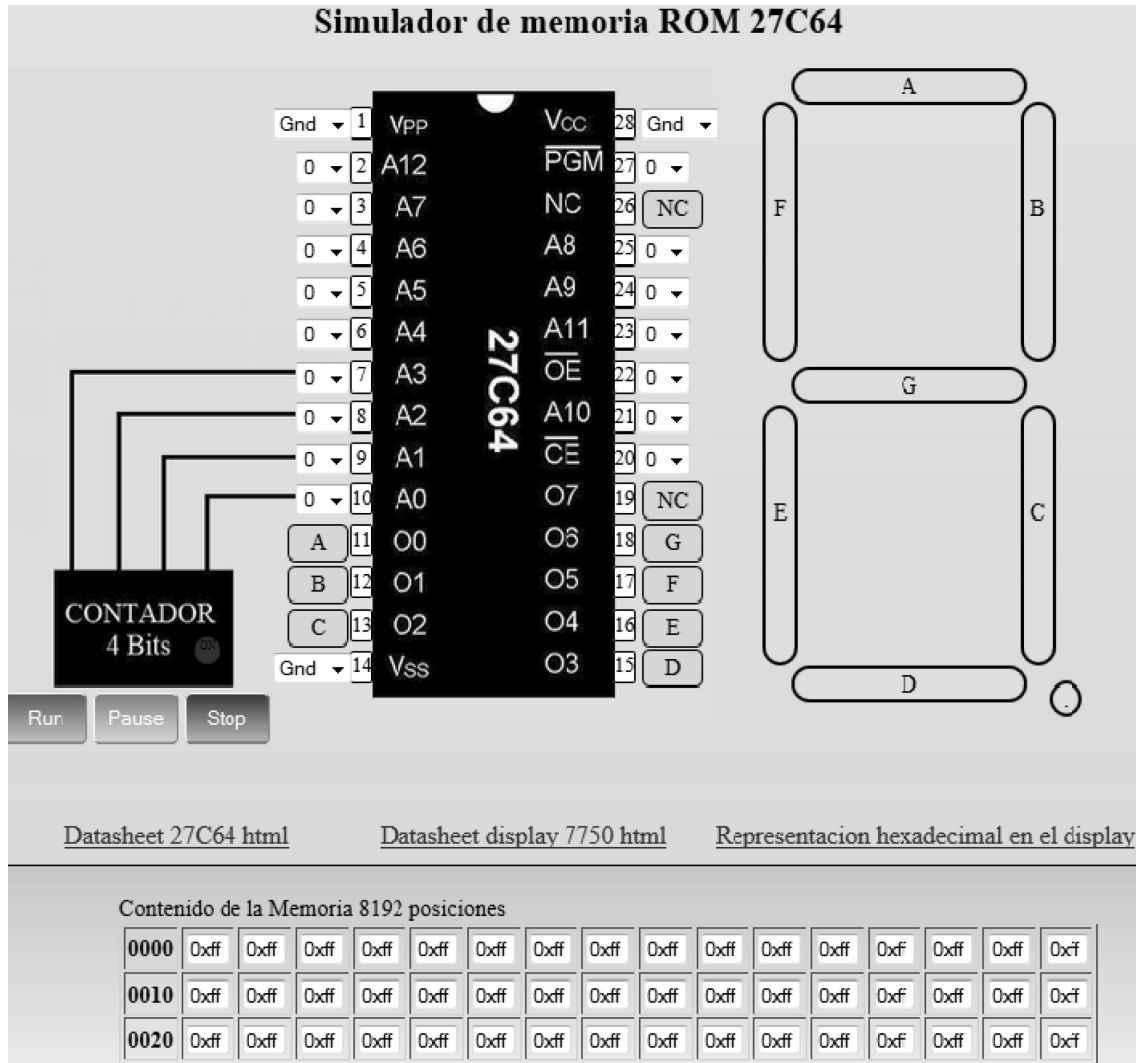 Simulador de memoria ROM 27C64
A
Gnd 1 VPP VCC 28 Gnd
0 2 A12 PGM 27 0
0 3 A7 NC 26 NC F B
0 4 A6 A8 25 0
0 5 A5 A9 24 0
0 6 A4 A11 23 0
27C64
0 7 A3 OE 22 0 G
0 8 A2 A10 21 0
0 9 A1 CE 20 0
0 10 A0 O7 19 NC E C
A 11 O0 O6 18 G
B 12 O1 O5 17 F
C 13 O2 O4 16 E
Gnd 14 VSS O3 15 D D .
CONTADOR
4 Bits ON
Run Pause Stop
Datasheet 27C64 html Datasheet display 7750 html Representacion hexadecimal en el display
Contenido de la Memoria 8192 posiciones
0000 0xff 0xff 0xff 0xff 0xff 0xff 0xff 0xff 0xff 0xff 0xff 0xff 0xf 0xff 0xff
0010 0xff 0xff 0xff 0xff 0xff 0xff 0xff 0xff 0xff 0xff 0xff 0xff 0xf 0xff 0xff
0020 0xff 0xff 0xff 0xff 0xff 0xff 0xff 0xff 0xff 0xff 0xff 0xff 0xf 0xff 0xff